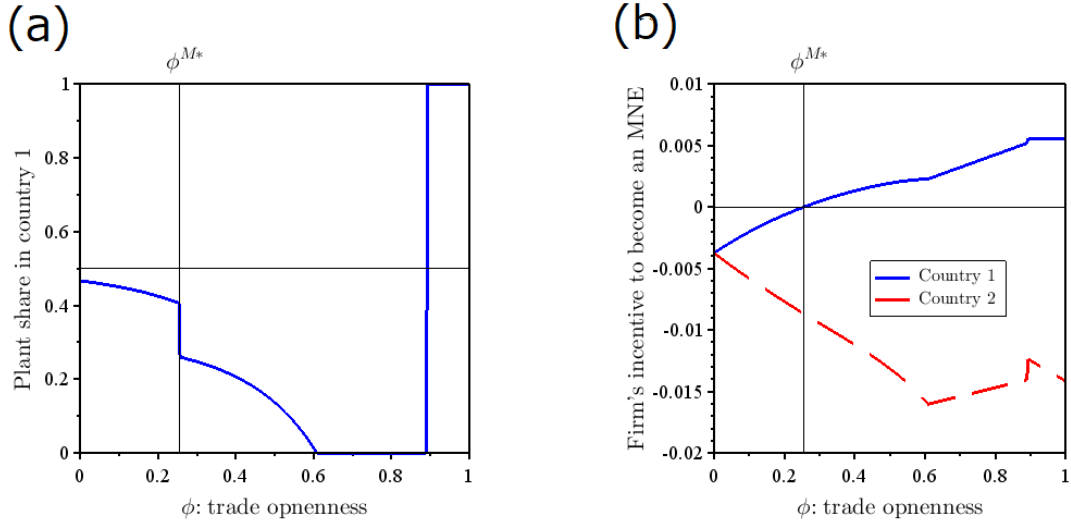 (a)
ϕ^{M∗}
Plant share in country 1
1
0.8
0.6
0.4
0.2
0
0 0.2 0.4 0.6 0.8 1
ϕ: trade opnenness
(b)
ϕ^{M∗}
Firm's incentive to become an MNE
0.01
0.005
0
-0.005
-0.01
-0.015
-0.02
Country 1
Country 2
0 0.2 0.4 0.6 0.8 1
ϕ: trade opnenness